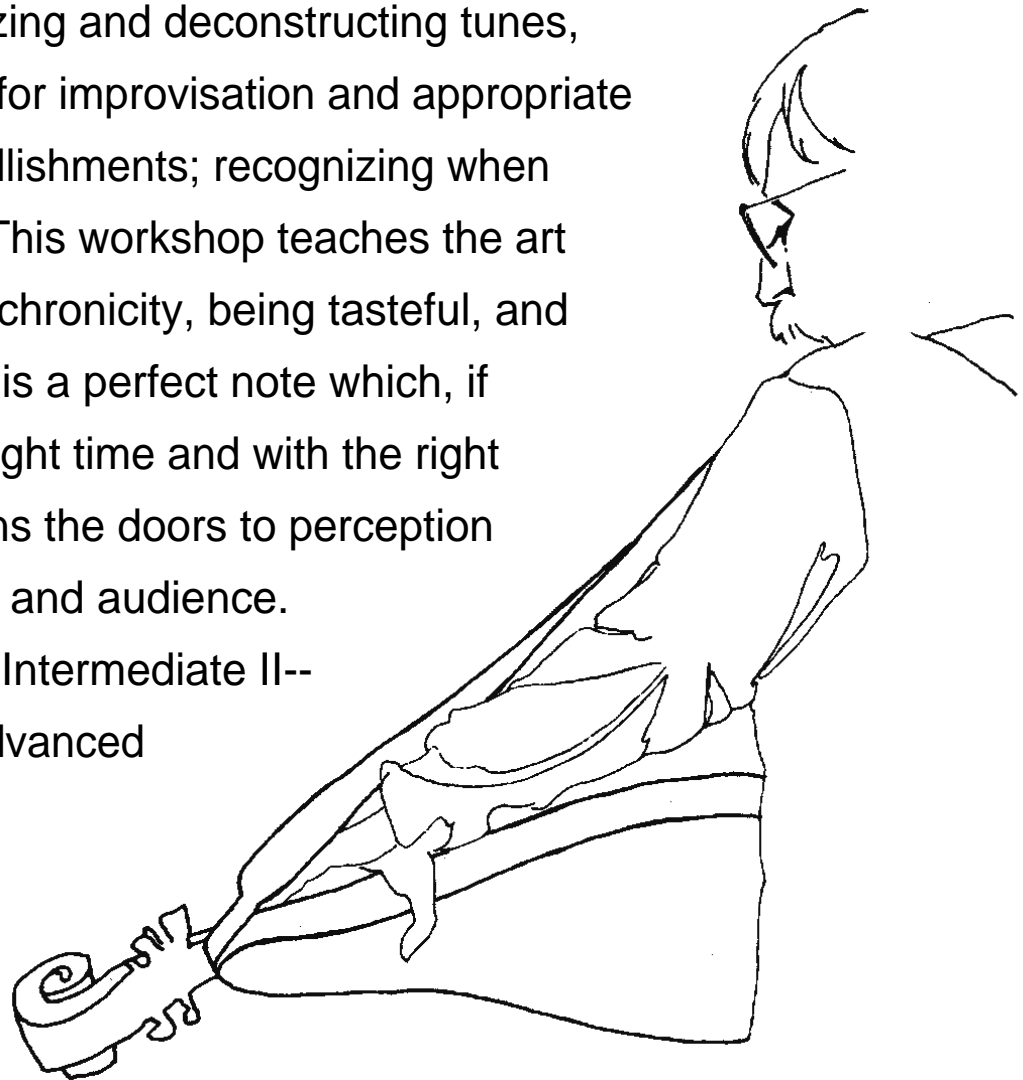 zing and deconstructing tunes,
for improvisation and appropriate
llishments; recognizing when
This workshop teaches the art
chronicity, being tasteful, and
is a perfect note which, if
ght time and with the right
ns the doors to perception
and audience.
Intermediate II--
lvanced